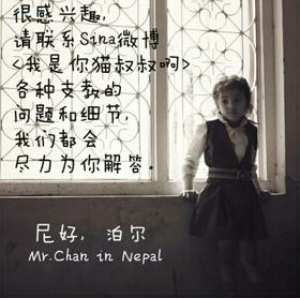 很感兴趣,
请联系Sina微博
<我是你猫叔叔啊>
各种支教的
问题和细节,
我们都会
尽力为你解答.
尼好, 泊尔
Mr.Chan in Nepal